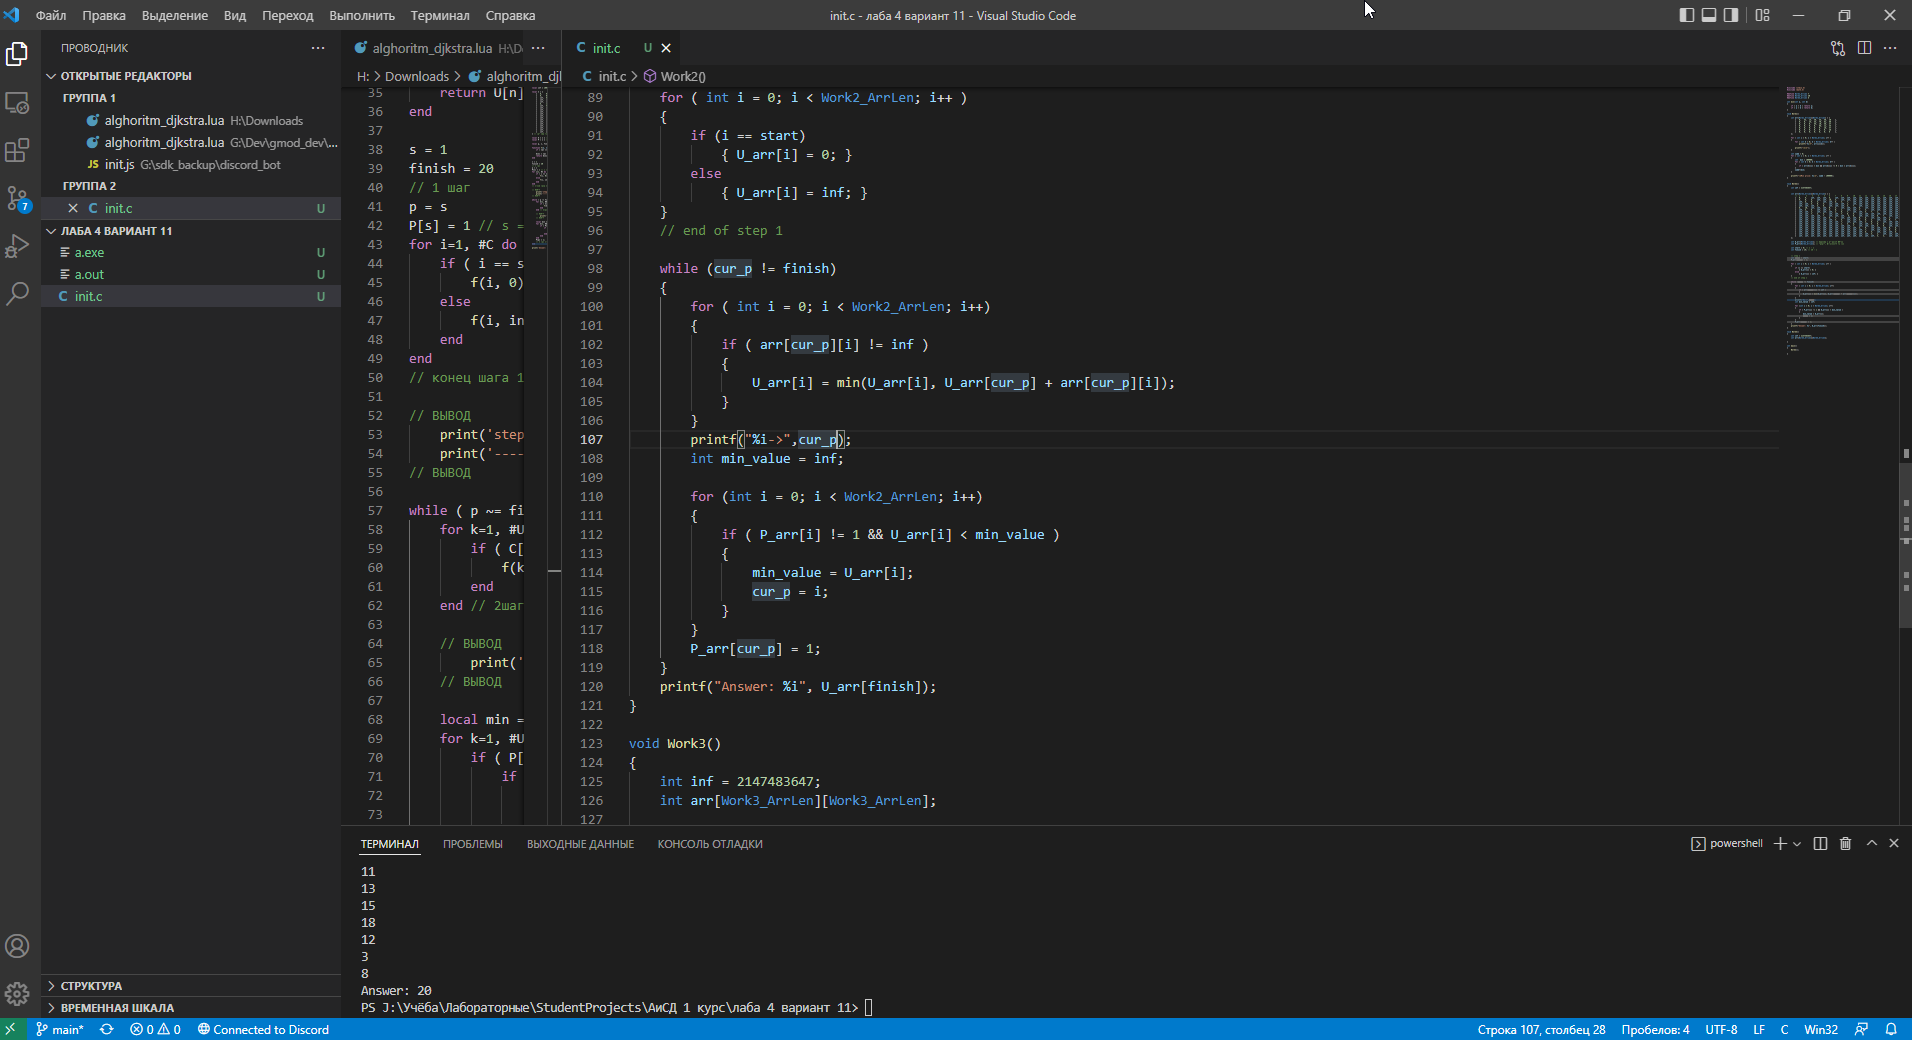 Файл Правка Выделение Вид Переход Выполнить Терминал Справка
init.c - лаба 4 вариант 11 - Visual Studio Code
ПРОВОДНИК
ОТКРЫТЫЕ РЕДАКТОРЫ
ГРУППА 1
alghoritm_djkstra.lua H:\Downloads
alghoritm_djkstra.lua G:\Dev\gmod_dev\...
JS init.js G:\sdk_backup\discord_bot
ГРУППА 2
C init.c U
ЛАБА 4 ВАРИАНТ 11
a.exe U
a.out U
C init.c U
7
СТРУКТУРА
ВРЕМЕННАЯ ШКАЛА
alghoritm_djkstra.lua H:\D
H: > Downloads > alghoritm_djl
35 return U[n]
36 end
37
38 s = 1
39 finish = 20
40 // 1 шаг
41 p = s
42 P[s] = 1 // s =
43 for i=1, #C do
44 if ( i == s
45 f(i, 0)
46 else
47 f(i, in
48 end
49 end
50 // конец шага 1
51
52 // ВЫВОД
53 print('step
54 print('----
55 // ВЫВОД
56
57 while ( p ~= fi
58 for k=1, #U
59 if ( C[
60 f(k
61 end
62 end // 2шаг
63
64 // ВЫВОД
65 print('
66 // ВЫВОД
67
68 local min =
69 for k=1, #U
70 if ( P[
71 if
72
73
C init.c U
C init.c > Work2()
89 for ( int i = 0; i < Work2_ArrLen; i++ )
90 {
91 if (i == start)
92 { U_arr[i] = 0; }
93 else
94 { U_arr[i] = inf; }
95 }
96 // end of step 1
97
98 while (cur_p != finish)
99 {
100 for ( int i = 0; i < Work2_ArrLen; i++)
101 {
102 if ( arr[cur_p][i] != inf )
103 {
104 U_arr[i] = min(U_arr[i], U_arr[cur_p] + arr[cur_p][i]);
105 }
106 }
107 printf("%i->",cur_p);
108 int min_value = inf;
109
110 for (int i = 0; i < Work2_ArrLen; i++)
111 {
112 if ( P_arr[i] != 1 && U_arr[i] < min_value )
113 {
114 min_value = U_arr[i];
115 cur_p = i;
116 }
117 }
118 P_arr[cur_p] = 1;
119 }
120 printf("Answer: %i", U_arr[finish]);
121 }
122
123 void Work3()
124 {
125 int inf = 2147483647;
126 int arr[Work3_ArrLen][Work3_ArrLen];
127
ТЕРМИНАЛ ПРОБЛЕМЫ ВЫХОДНЫЕ ДАННЫЕ КОНСОЛЬ ОТЛАДКИ
powershell
11
13
15
18
12
3
8
Answer: 20
PS J:\Учёба\Лабораторные\StudentProjects\АиСД 1 курс\лаба 4 вариант 11>
main* 0 0 Connected to Discord
Строка 107, столбец 28 Пробелов: 4 UTF-8 LF C Win32